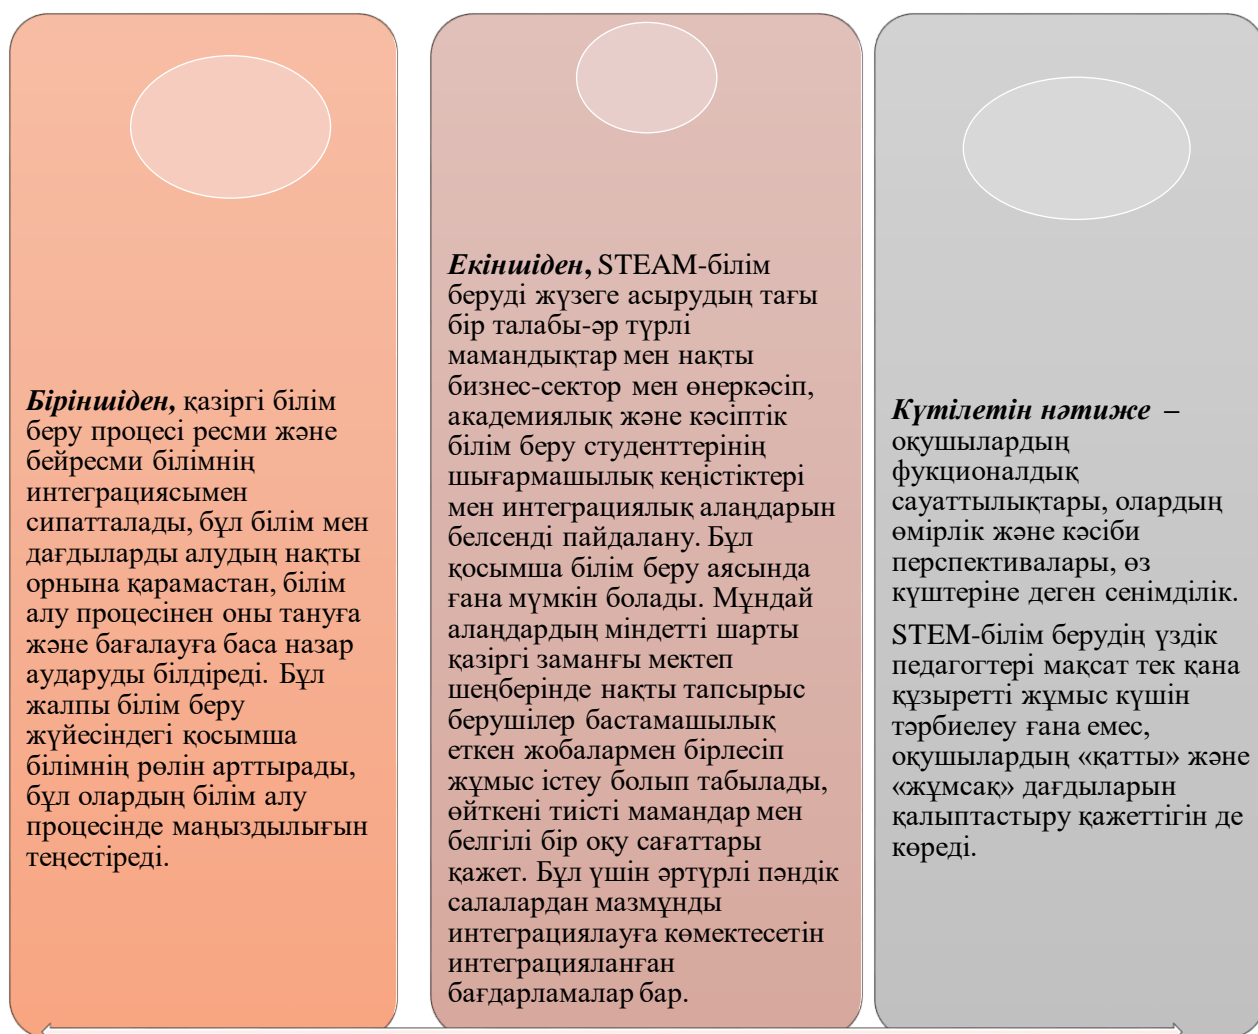 Біріншіден, қазіргі білім
беру процесі ресми және
бейресми білімнің
интеграциясымен
сипатталады, бұл білім мен
дағдыларды алудың нақты
орнына қарамастан, білім
алу процесінен оны тануға
және бағалауға баса назар
аударуды білдіреді. Бұл
жалпы білім беру
жүйесіндегі қосымша
білімнің рөлін арттырады,
бұл олардың білім алу
процесінде маңыздылығын
теңестіреді.
Екіншіден, STEAM-білім
беруді жүзеге асырудың тағы
бір талабы-әр түрлі
мамандықтар мен нақты
бизнес-сектор мен өнеркәсіп,
академиялық және кәсіптік
білім беру студенттерінің
шығармашылық кеңістіктері
мен интеграциялық алаңдарын
белсенді пайдалану. Бұл
қосымша білім беру аясында
ғана мүмкін болады. Мұндай
алаңдардың міндетті шарты
қазіргі заманғы мектеп
шеңберінде нақты тапсырыс
берушілер бастамашылық
еткен жобалармен бірлесіп
жұмыс істеу болып табылады,
өйткені тиісті мамандар мен
белгілі бір оқу сағаттары
қажет. Бұл үшін әртүрлі пәндік
салалардан мазмұнды
интеграциялауға көмектесетін
интеграцияланған
бағдарламалар бар.
Күтілетін нәтиже –
оқушылардың
фукционалдық
сауаттылықтары, олардың
өмірлік және кәсіби
перспективалары, өз
күштеріне деген сенімділік.
STEM-білім берудің үздік
педагогтері мақсат тек қана
құзыретті жұмыс күшін
тәрбиелеу ғана емес,
оқушылардың «қатты» және
«жұмсақ» дағдыларын
қалыптастыру қажеттігін де
көреді.